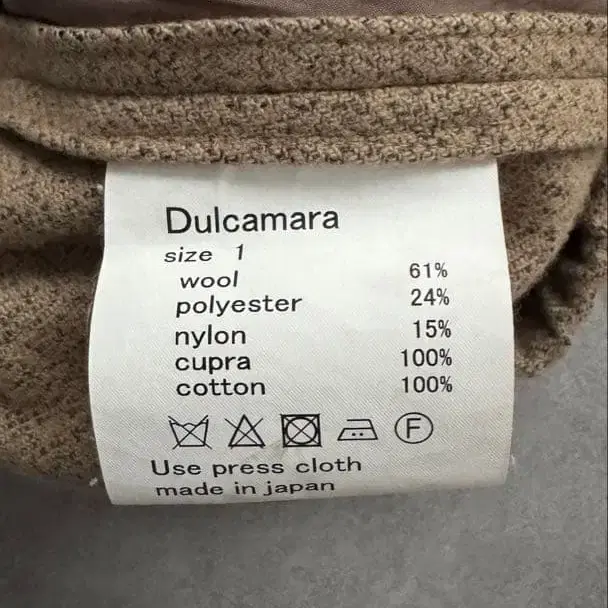 Dulcamara
size 1
wool 61%
polyester 24%
nylon 15%
cupra 100%
cotton 100%
F
Use press cloth
made in japan